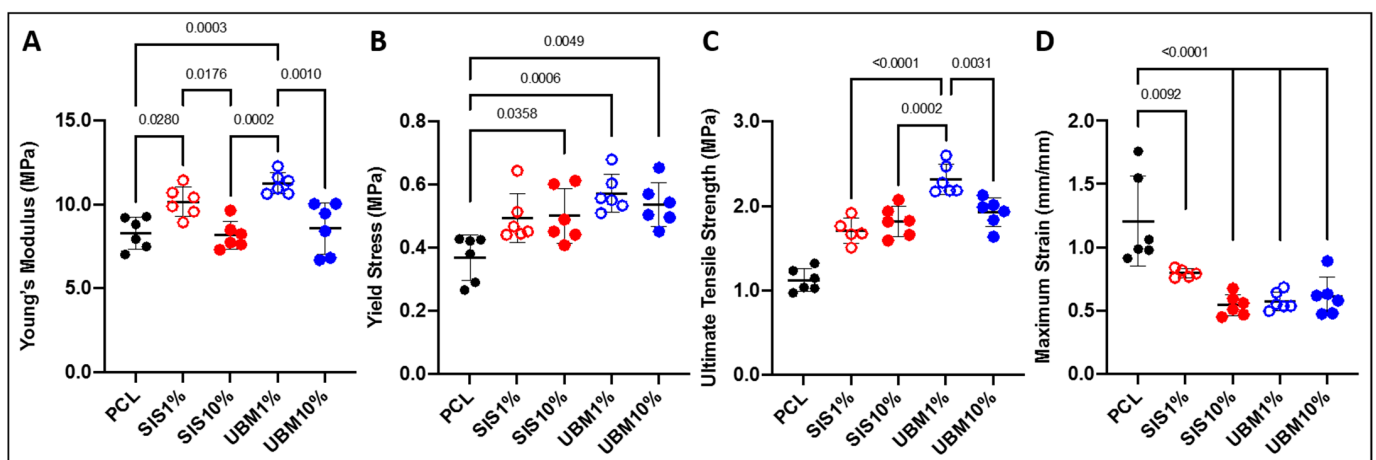 A
0.0003
0.0176
0.0010
0.0280
0.0002
Young's Modulus (MPa)
15.0
10.0
5.0
0.0
PCL
SIS1%
SIS10%
UBM1%
UBM10%
B
0.0049
0.0006
0.0358
Yield Stress (MPa)
0.8
0.6
0.4
0.2
0.0
PCL
SIS1%
SIS10%
UBM1%
UBM10%
C
<0.0001
0.0031
0.0002
Ultimate Tensile Strength (MPa)
3.0
2.0
1.0
0.0
PCL
SIS1%
SIS10%
UBM1%
UBM10%
D
<0.0001
0.0092
Maximum Strain (mm/mm)
2.0
1.5
1.0
0.5
0.0
PCL
SIS1%
SIS10%
UBM1%
UBM10%